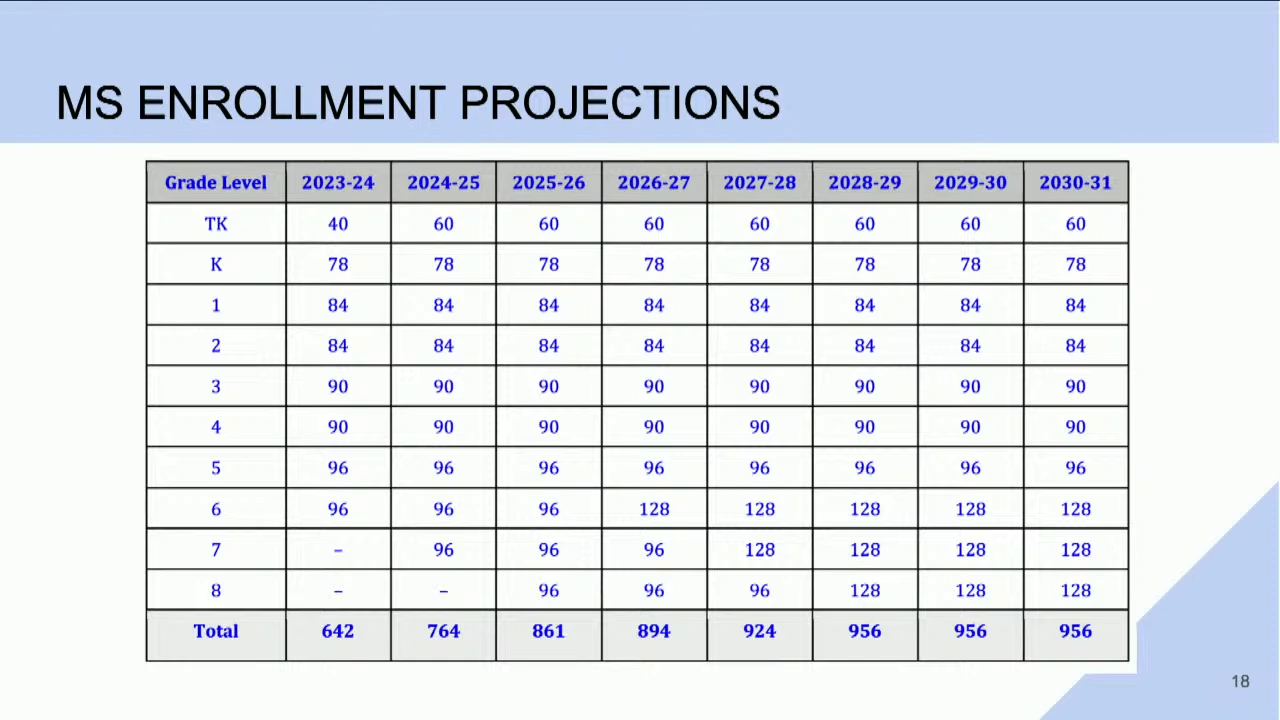 MS ENROLLMENT PROJECTIONS
Grade Level 2023-24 2024-25 2025-26 2026-27 2027-28 2028-29 2029-30 2030-31
TK 40 60 60 60 60 60 60 60
K 78 78 78 78 78 78 78 78
1 84 84 84 84 84 84 84 84
2 84 84 84 84 84 84 84 84
3 90 90 90 90 90 90 90 90
4 90 90 90 90 90 90 90 90
5 96 96 96 96 96 96 96 96
6 96 96 96 128 128 128 128 128
7 – 96 96 96 128 128 128 128
8 – – 96 96 96 128 128 128
Total 642 764 861 894 924 956 956 956
18